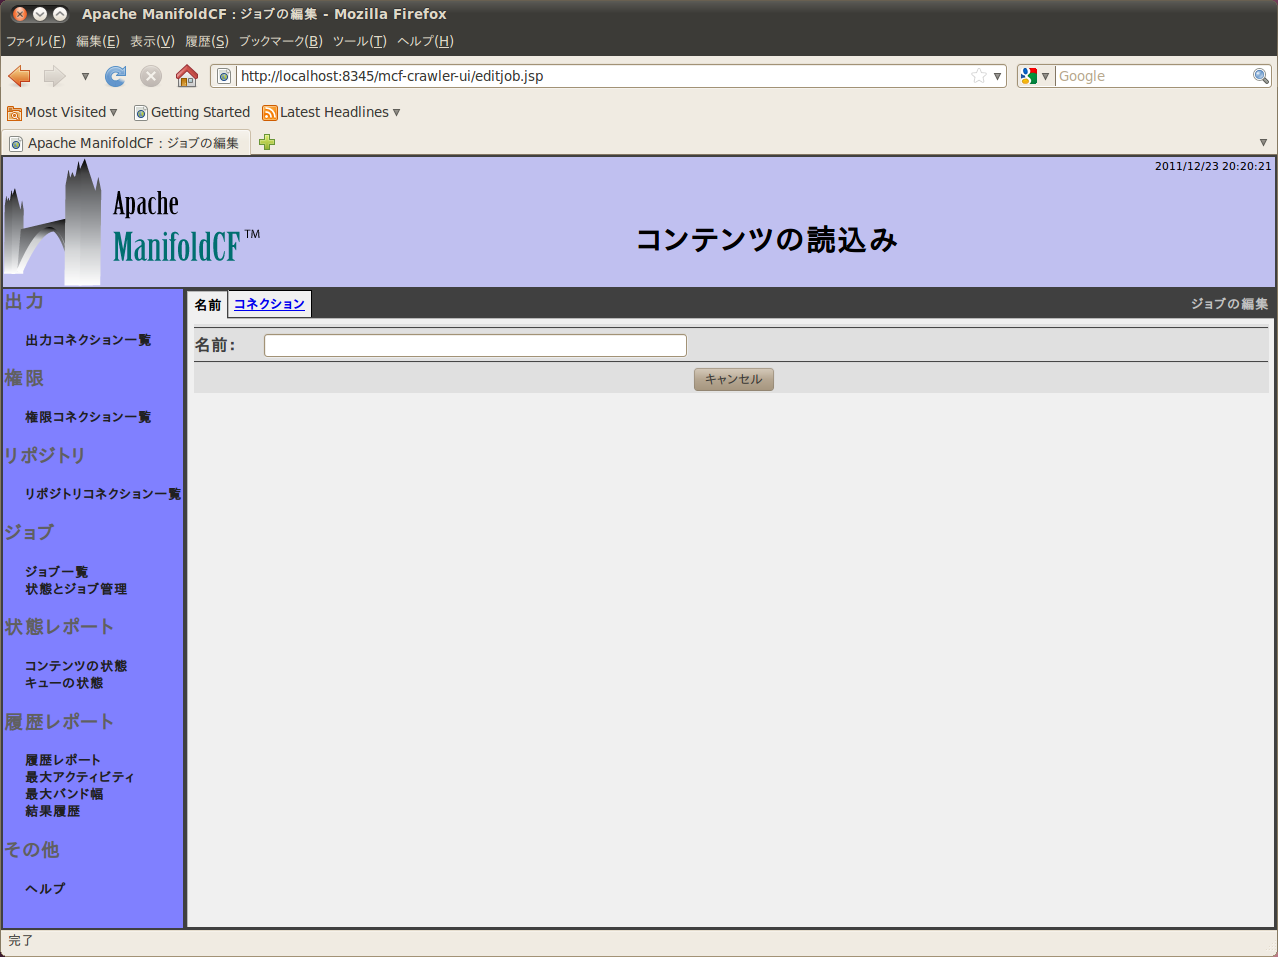 Apache ManifoldCF : ジョブの編集 - Mozilla Firefox
ファイル(F) 編集(E) 表示(V) 履歴(S) ブックマーク(B) ツール(T) ヘルプ(H)
http://localhost:8345/mcf-crawler-ui/editjob.jsp Google
Most Visited Getting Started Latest Headlines
Apache ManifoldCF : ジョブの編集
2011/12/23 20:20:21
Apache
ManifoldCF™
コンテンツの読込み
名前 コネクション ジョブの編集
名前:
キャンセル
出力
出力コネクション一覧
権限
権限コネクション一覧
リポジトリ
リポジトリコネクション一覧
ジョブ
ジョブ一覧
状態とジョブ管理
状態レポート
コンテンツの状態
キューの状態
履歴レポート
履歴レポート
最大アクティビティ
最大バンド幅
結果履歴
その他
ヘルプ
完了